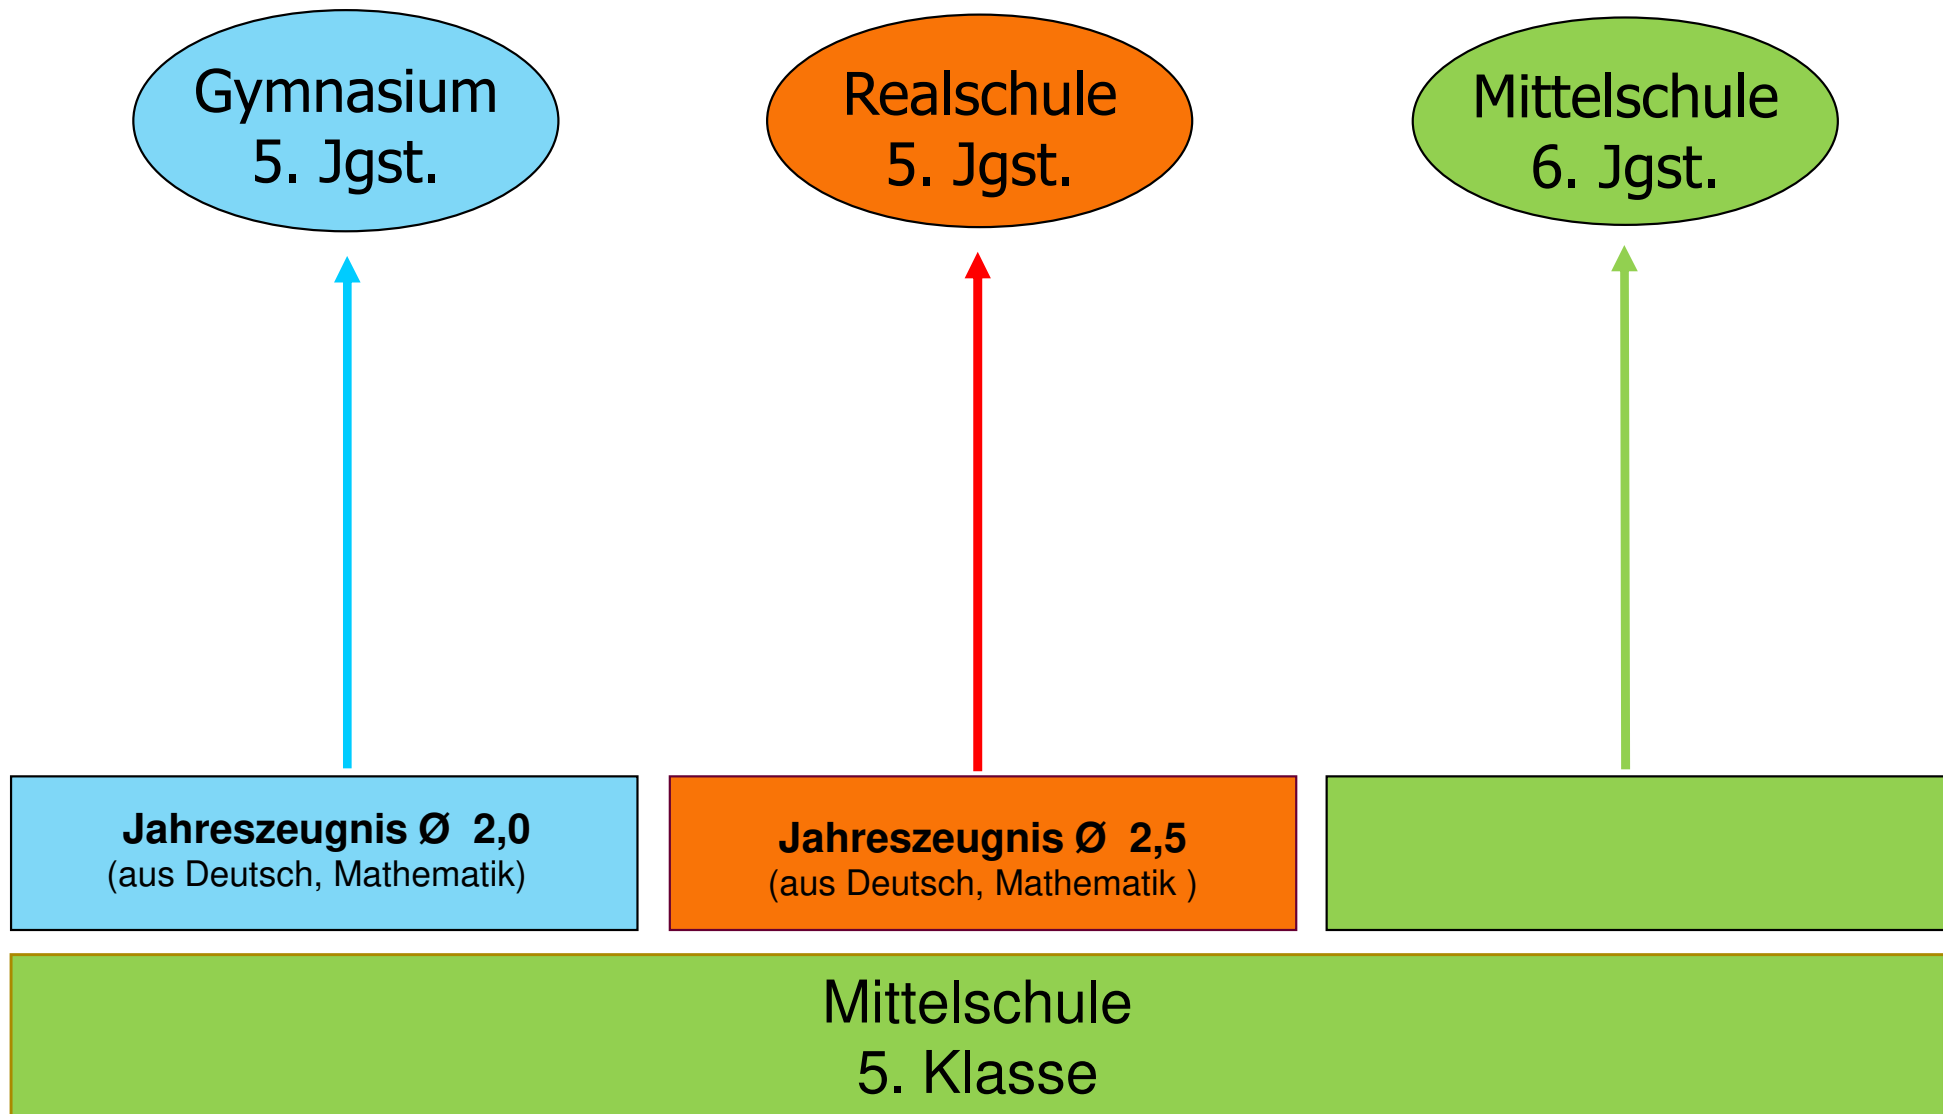 Gymnasium
5. Jgst.
Realschule
5. Jgst.
Mittelschule
6. Jgst.
Jahreszeugnis Ø 2,0
(aus Deutsch, Mathematik)
Jahreszeugnis Ø 2,5
(aus Deutsch, Mathematik )
Mittelschule
5. Klasse